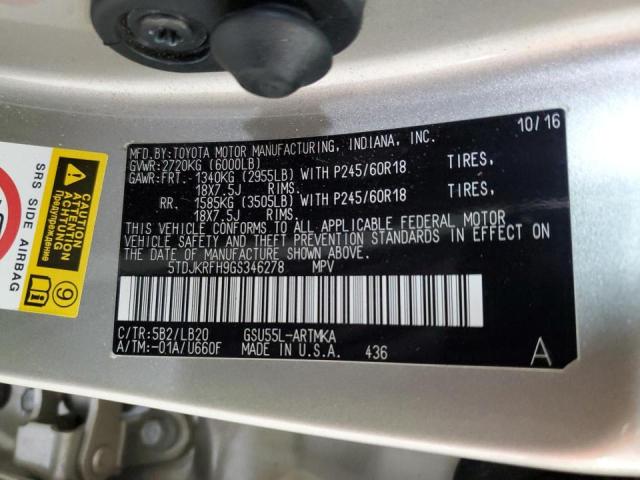 MFD.BY:TOYOTA MOTOR MANUFACTURING, INDIANA, INC. 10/16
GVWR:2720KG (6000LB)
GAWR:FRT. 1340KG (2955LB) WITH P245/60R18 TIRES,
18X7.5J RIMS.
RR. 1585KG (3505LB) WITH P245/60R18 TIRES,
18X7.5J RIMS.
THIS VEHICLE CONFORMS TO ALL APPLICABLE FEDERAL MOTOR
VEHICLE SAFETY AND THEFT PREVENTION STANDARDS IN EFFECT ON
THE DATE OF MANUFACTURE SHOWN ABOVE.
5TDJKRFH9GS346278 MPV
C/TR:5B2/LB20 GSU55L-ARTMKA
A/TM:-01A/U660F MADE IN U.S.A. 436 A
SRS SIDE AIRBAG
CAUTION
ATTENTION
ACHTUNG
Предупреждение
9